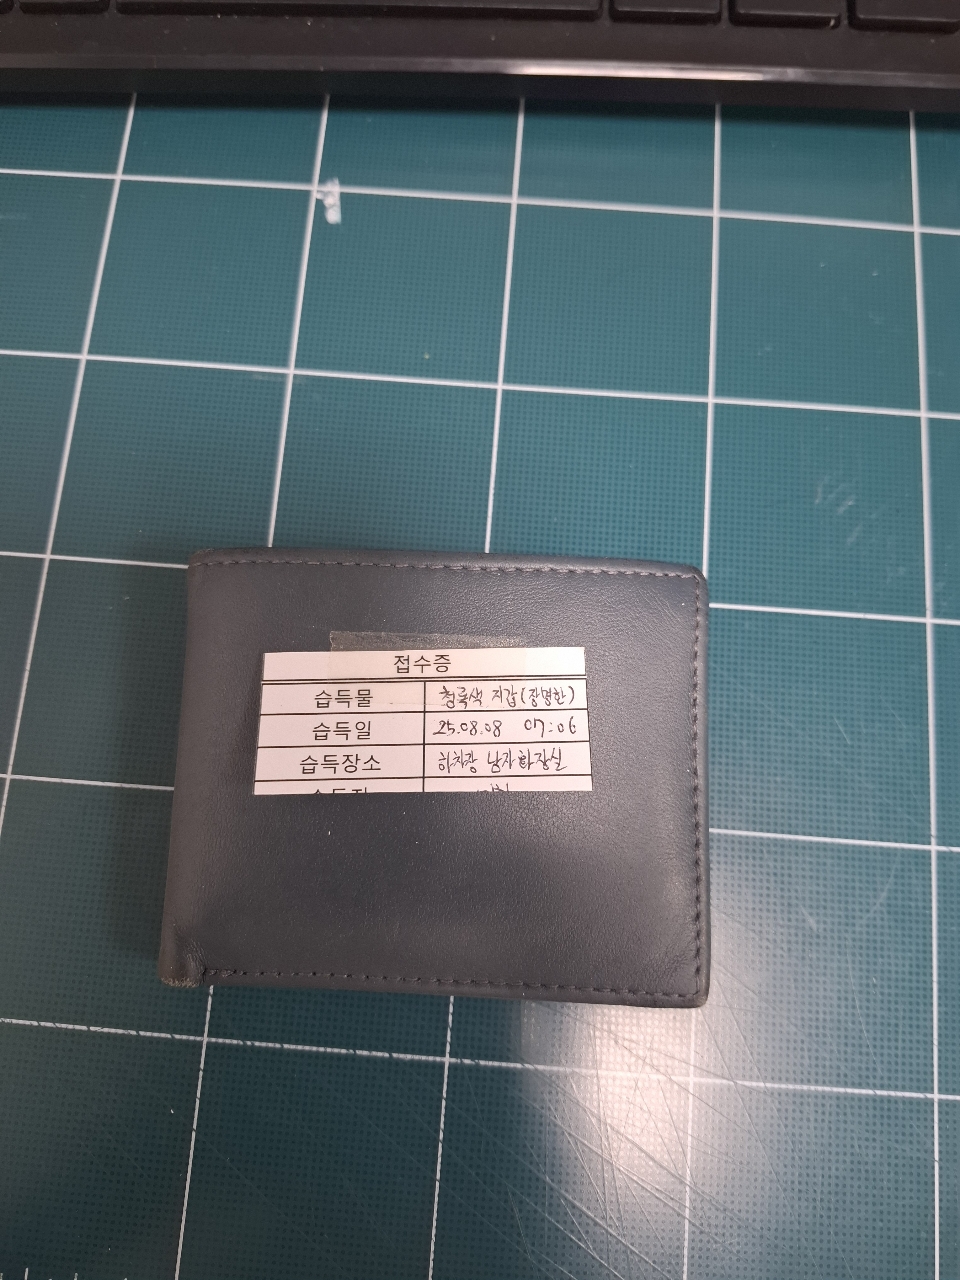 접수증
습득물 청록색 지갑(장명한)
습득일 25.08.08 07:06
습득장소 하차장 남자화장실